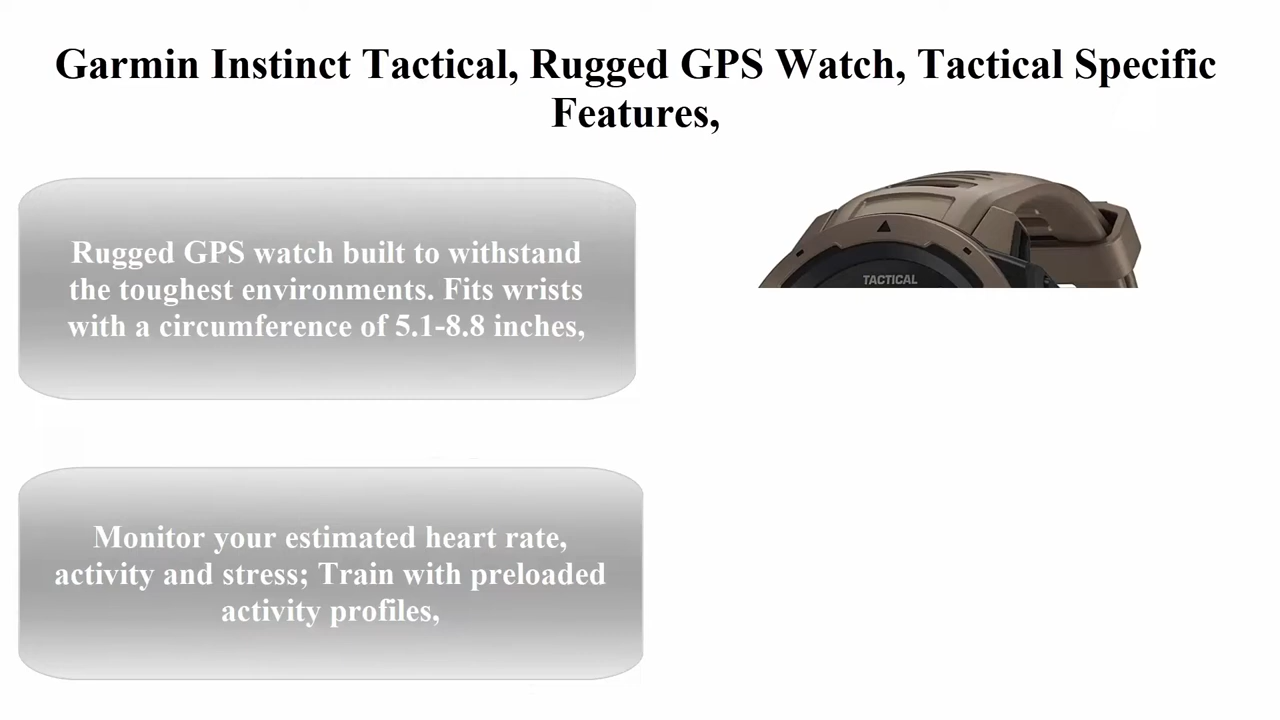 Garmin Instinct Tactical, Rugged GPS Watch, Tactical Specific
Features,
Rugged GPS watch built to withstand
the toughest environments. Fits wrists
with a circumference of 5.1-8.8 inches,
TACTICAL
Monitor your estimated heart rate,
activity and stress; Train with preloaded
activity profiles,